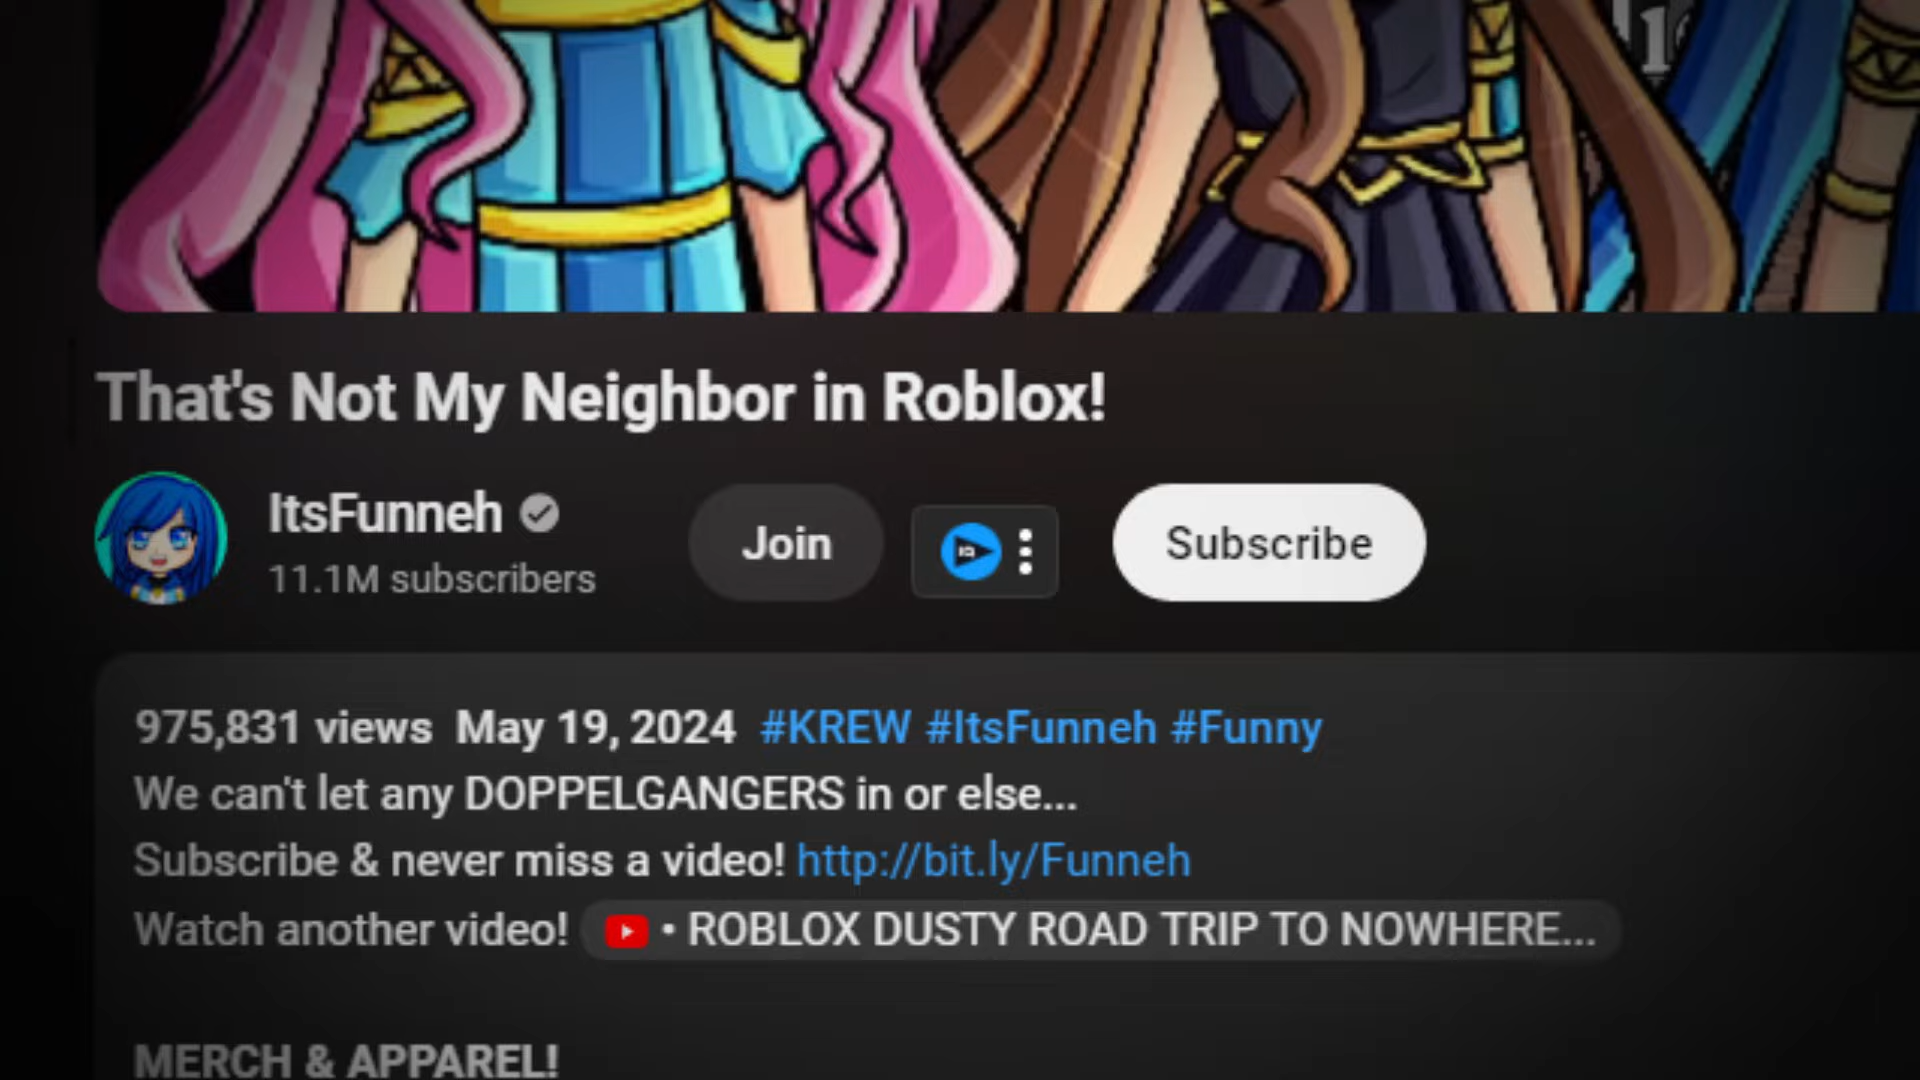 That's Not My Neighbor in Roblox!
ItsFunneh
11.1M subscribers
Join
IQ
Subscribe
975,831 views May 19, 2024 #KREW #ItsFunneh #Funny
We can't let any DOPPELGANGERS in or else...
Subscribe & never miss a video! http://bit.ly/Funneh
Watch another video! • ROBLOX DUSTY ROAD TRIP TO NOWHERE...
MERCH & APPAREL!